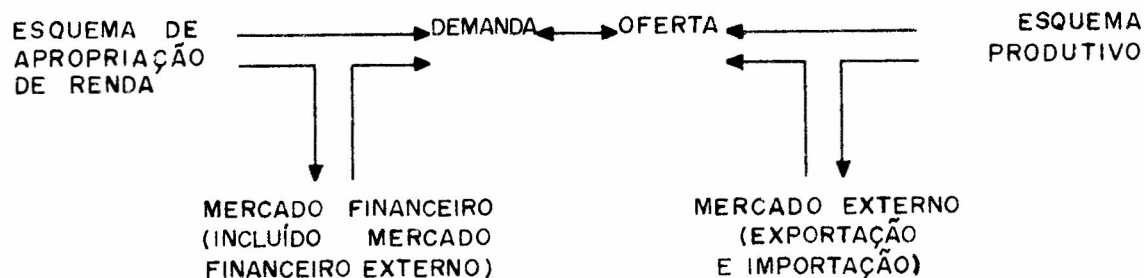 ESQUEMA DE
APROPRIAÇÃO
DE RENDA
DEMANDA
OFERTA
ESQUEMA
PRODUTIVO
MERCADO FINANCEIRO
(INCLUÍDO MERCADO
FINANCEIRO EXTERNO)
MERCADO EXTERNO
(EXPORTAÇÃO
E IMPORTAÇÃO)